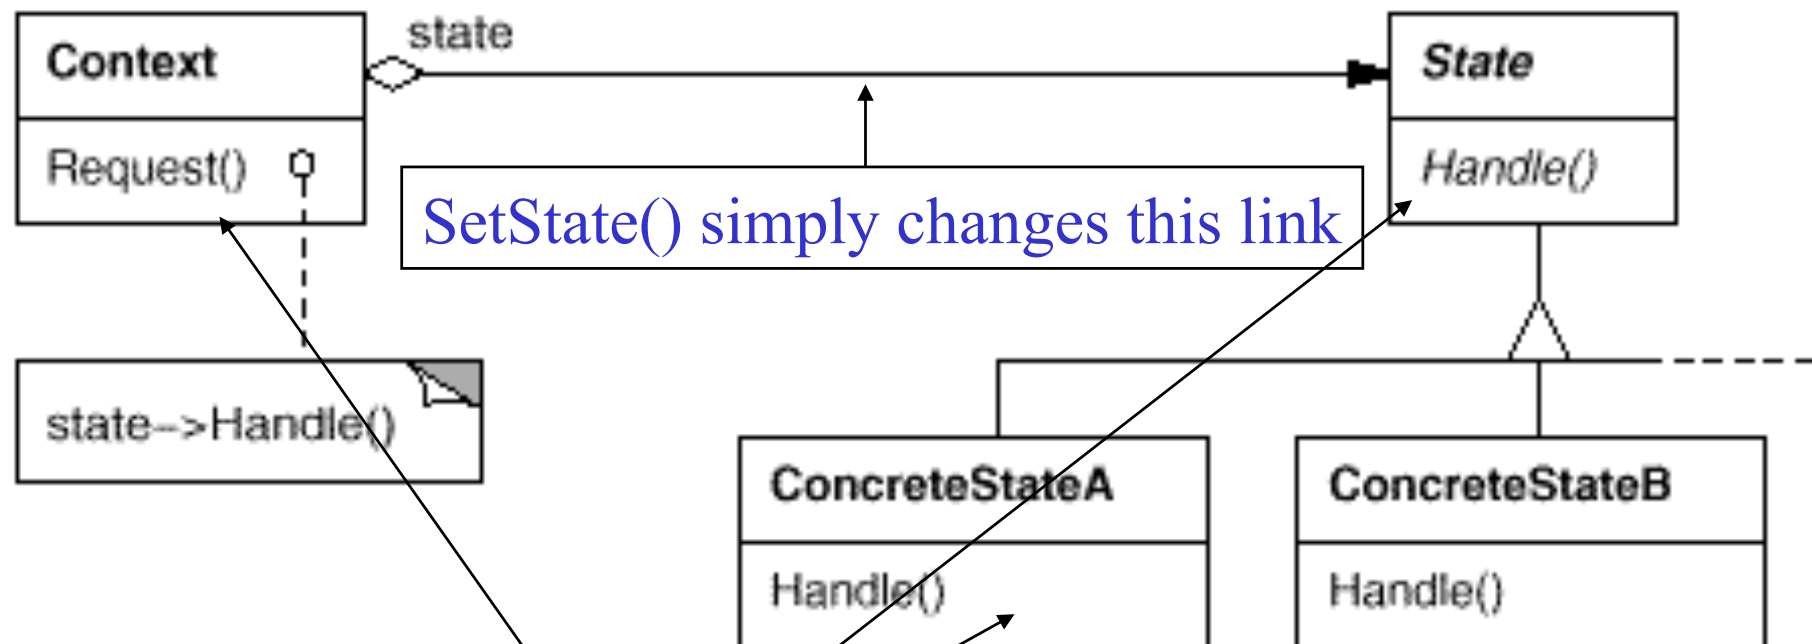 state
Context
State
Request()
Handle()
SetState() simply changes this link
state–>Handle()
ConcreteStateA
ConcreteStateB
Handle()
Handle()